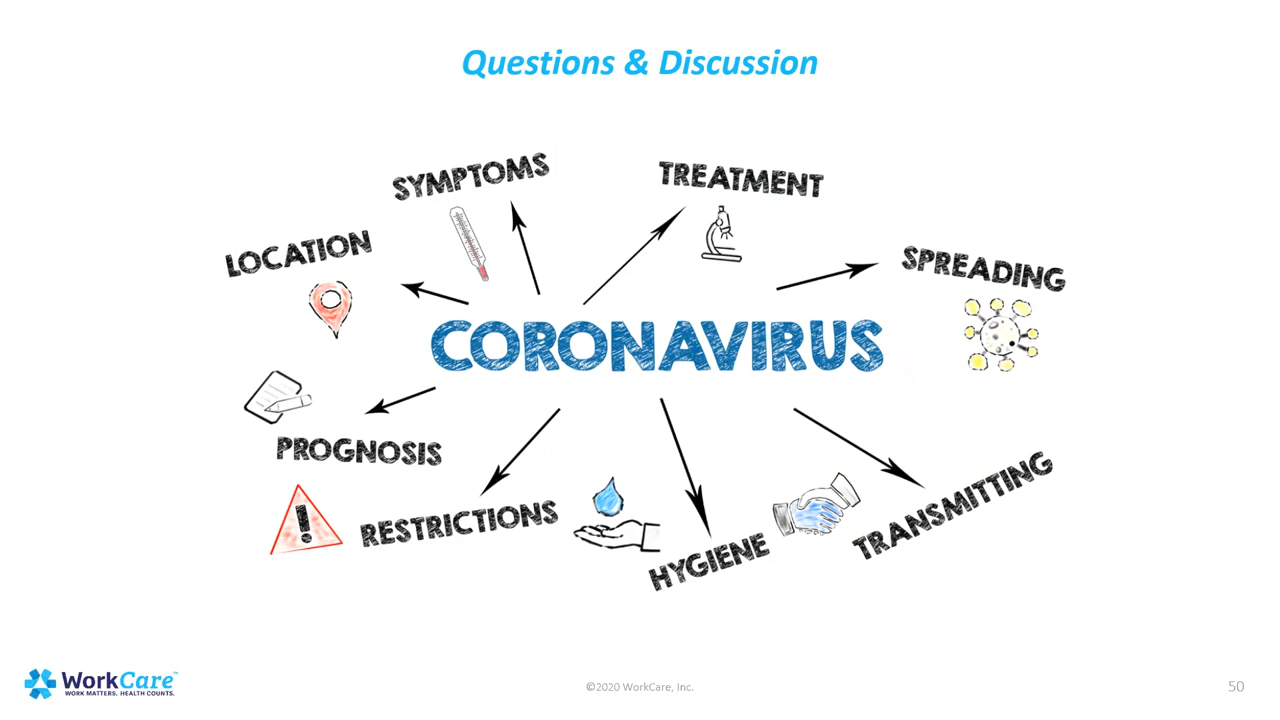 Questions & Discussion
SYMPTOMS
TREATMENT
LOCATION
SPREADING
CORONAVIRUS
PROGNOSIS
RESTRICTIONS
HYGIENE
TRANSMITTING
WorkCare™
WORK MATTERS. HEALTH COUNTS.
©2020 WorkCare, Inc.
50